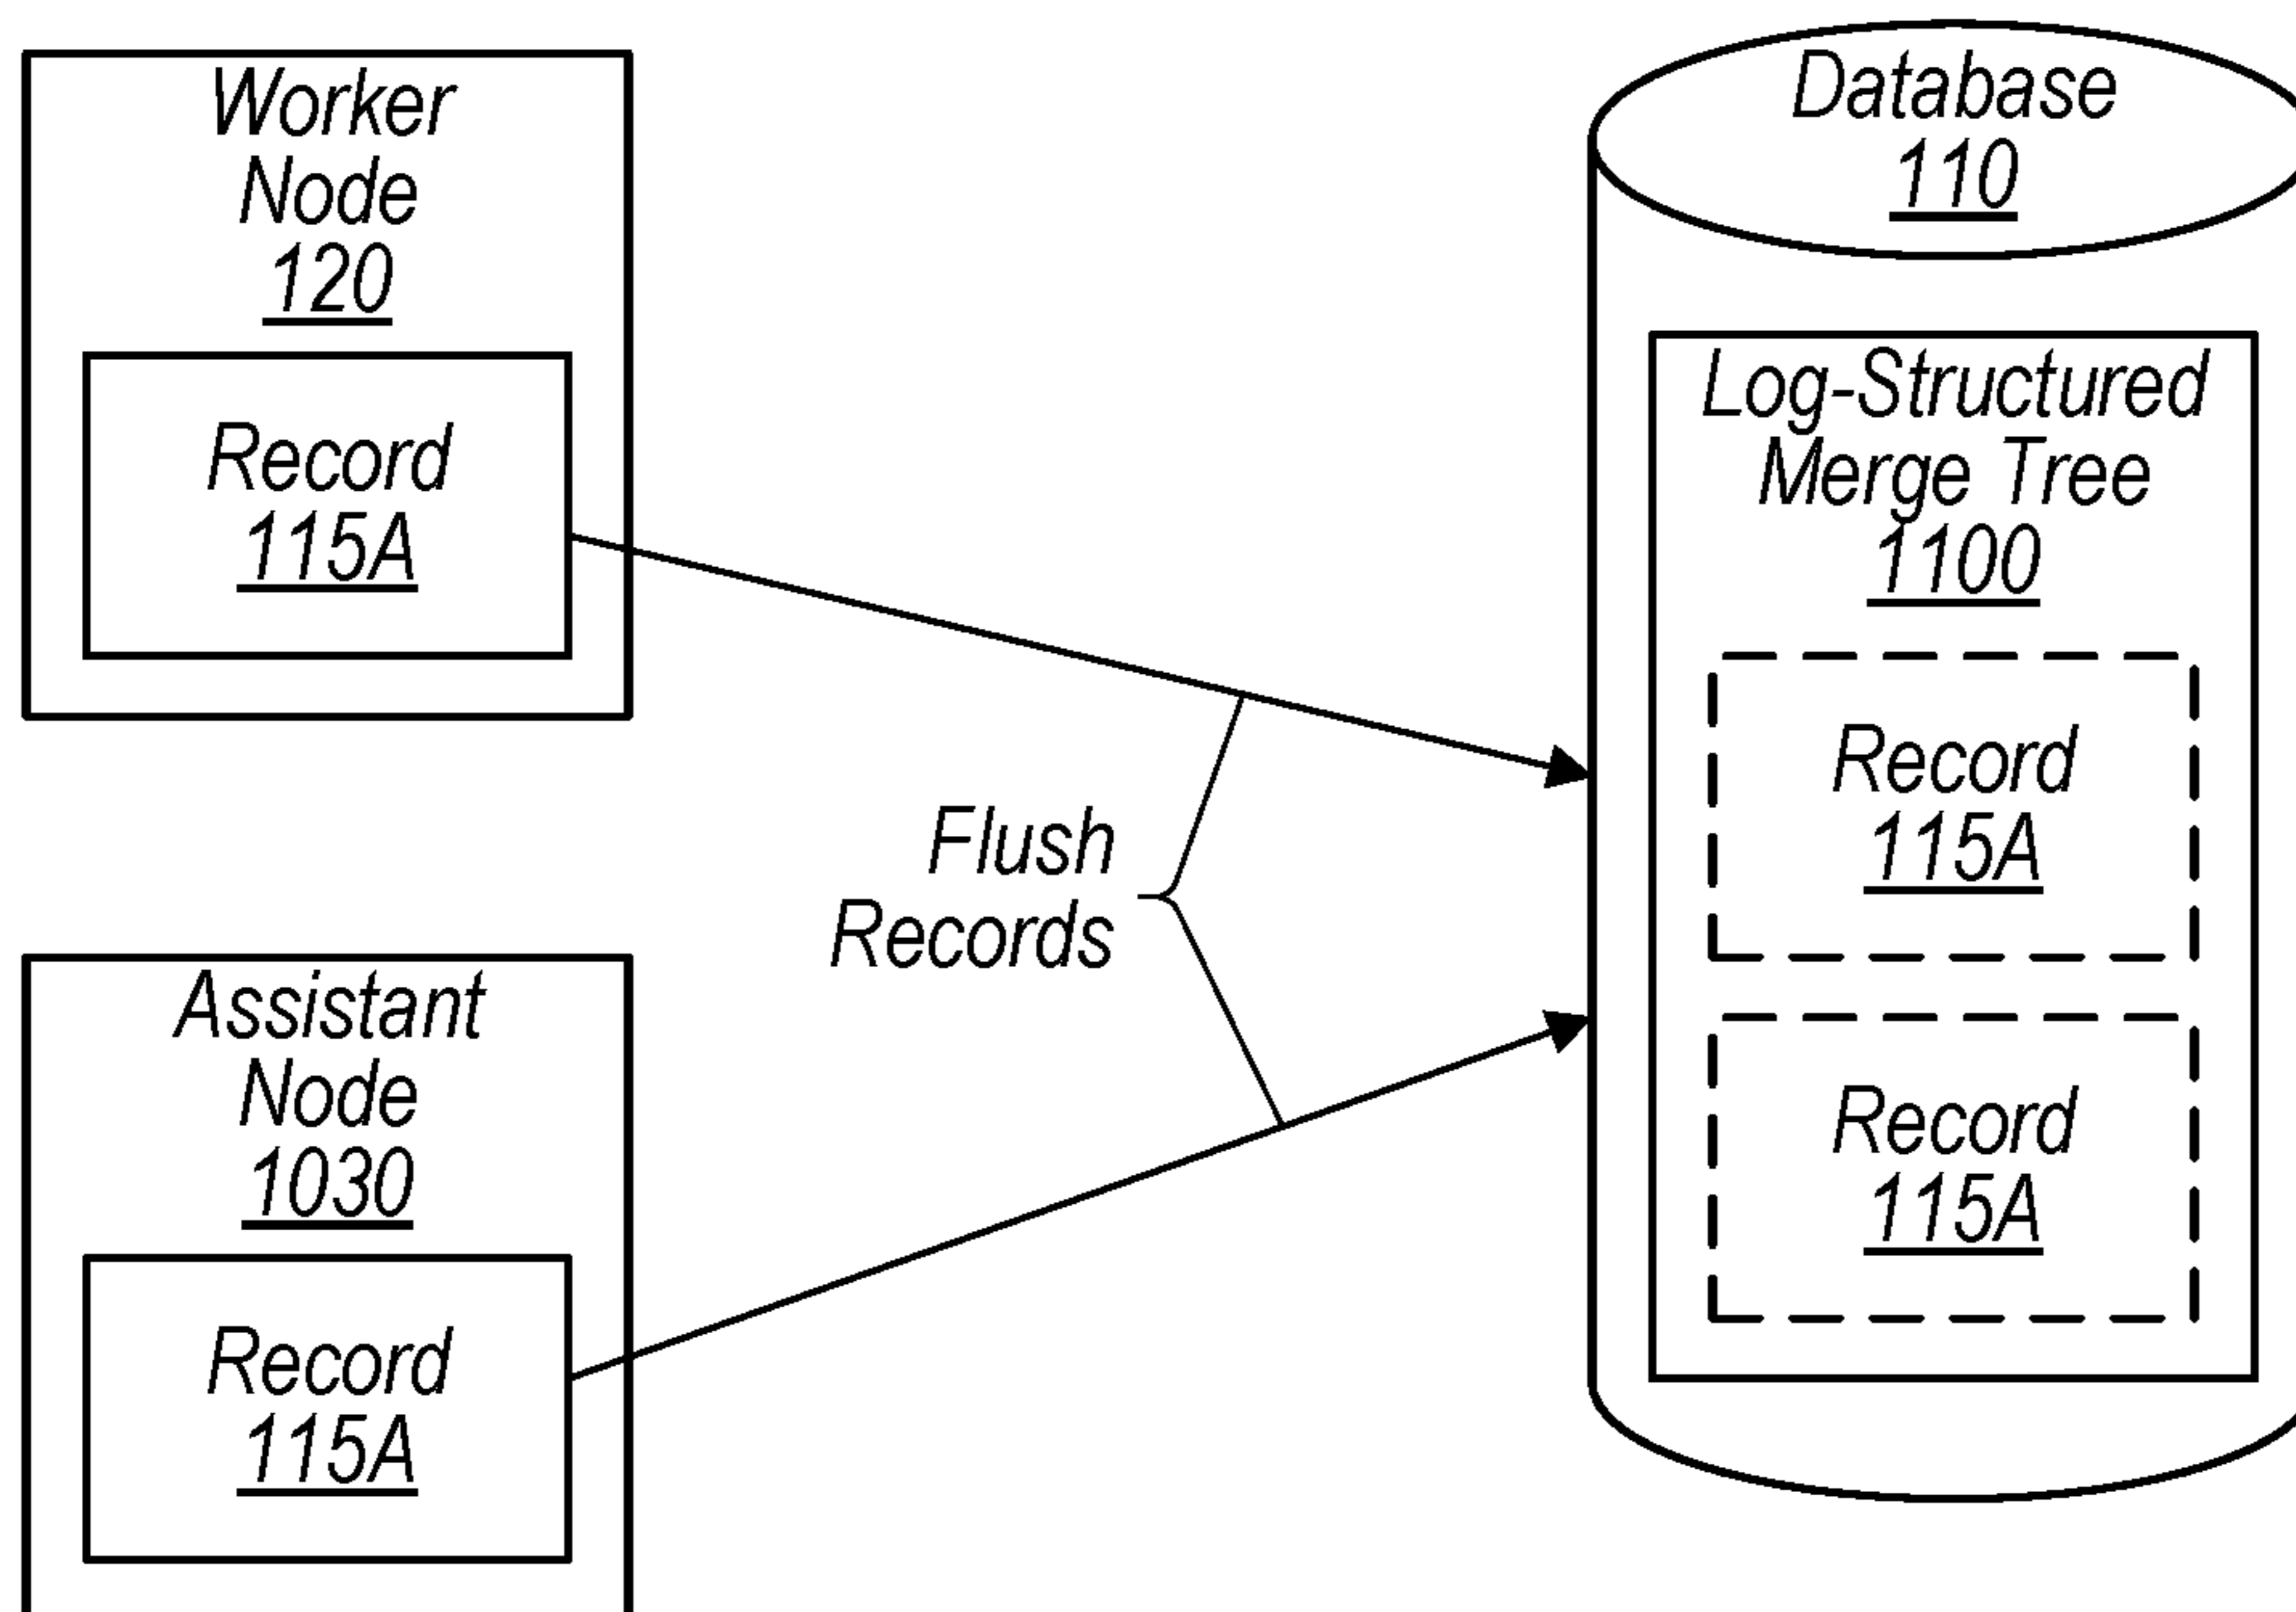 Worker
Node
120
Record
115A
Flush
Records
Assistant
Node
1030
Record
115A
Database
110
Log-Structured
Merge Tree
1100
Record
115A
Record
115A